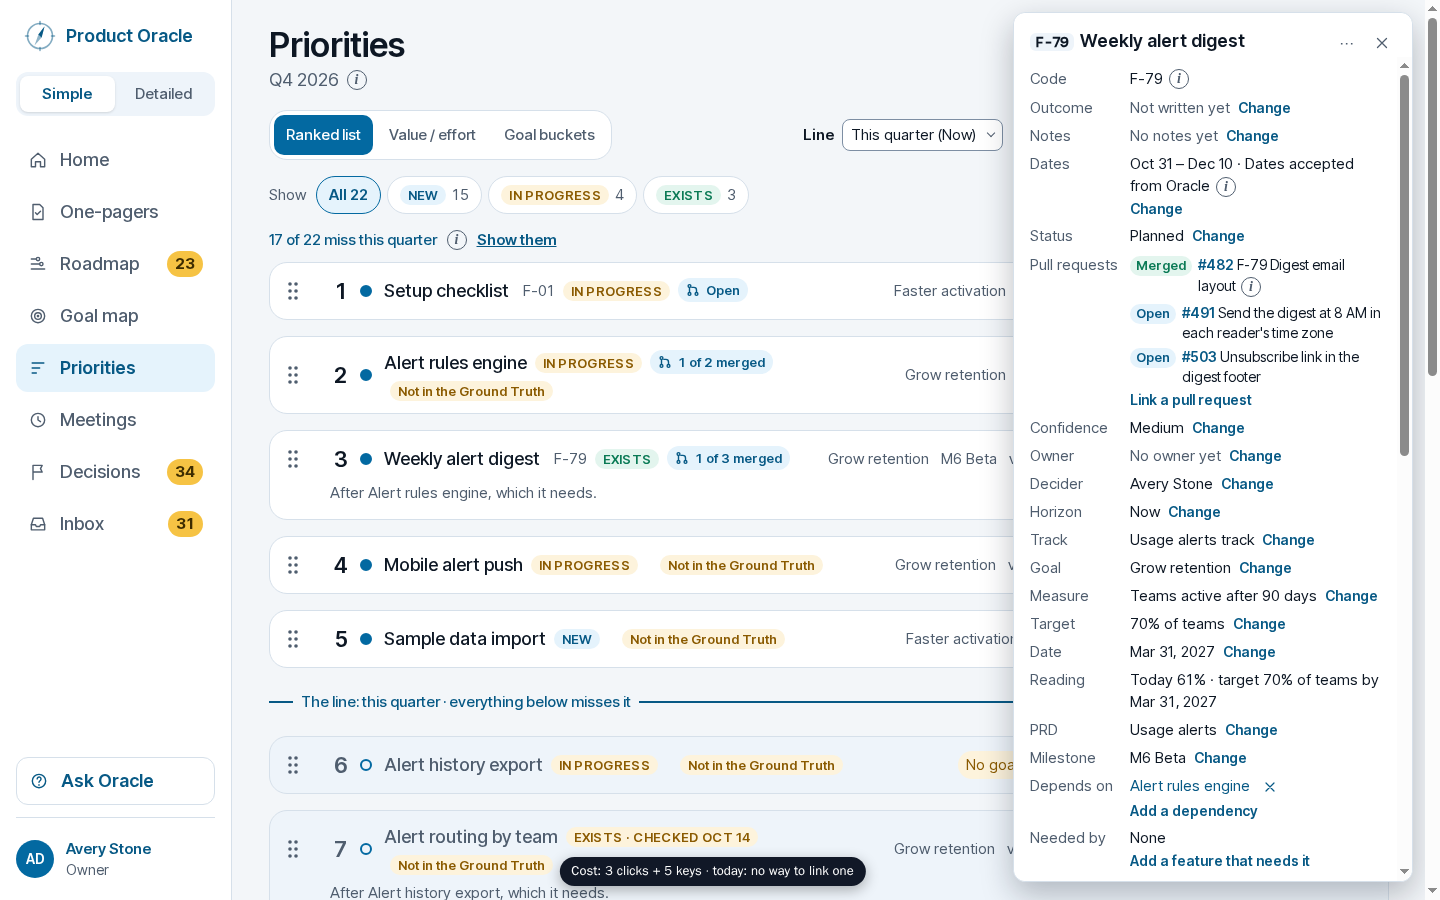 Product Oracle
Simple
Detailed
Home
One-pagers
Roadmap 23
Goal map
Priorities
Meetings
Decisions 34
Inbox 31
Ask Oracle
AD
Avery Stone
Owner
Priorities
Q4 2026 i
Ranked list
Value / effort
Goal buckets
Line
This quarter (Now)
Show
All 22
NEW 15
IN PROGRESS 4
EXISTS 3
17 of 22 miss this quarter i Show them
1 Setup checklist F-01 IN PROGRESS Open Faster activation
2 Alert rules engine IN PROGRESS 1 of 2 merged Grow retention
Not in the Ground Truth
3 Weekly alert digest F-79 EXISTS 1 of 3 merged Grow retention M6 Beta
After Alert rules engine, which it needs.
4 Mobile alert push IN PROGRESS Not in the Ground Truth Grow retention
5 Sample data import NEW Not in the Ground Truth Faster activation
The line: this quarter · everything below misses it
6 Alert history export IN PROGRESS Not in the Ground Truth No goa
7 Alert routing by team EXISTS · CHECKED OCT 14 Grow retention
Not in the Ground Truth
After Alert history export, which it needs.
Cost: 3 clicks + 5 keys · today: no way to link one
F-79 Weekly alert digest ...
Code F-79 i
Outcome Not written yet Change
Notes No notes yet Change
Dates Oct 31 – Dec 10 · Dates accepted
from Oracle i
Change
Status Planned Change
Pull requests Merged #482 F-79 Digest email
layout i
Open #491 Send the digest at 8 AM in
each reader's time zone
Open #503 Unsubscribe link in the
digest footer
Link a pull request
Confidence Medium Change
Owner No owner yet Change
Decider Avery Stone Change
Horizon Now Change
Track Usage alerts track Change
Goal Grow retention Change
Measure Teams active after 90 days Change
Target 70% of teams Change
Date Mar 31, 2027 Change
Reading Today 61% · target 70% of teams by
Mar 31, 2027
PRD Usage alerts Change
Milestone M6 Beta Change
Depends on Alert rules engine
Add a dependency
Needed by None
Add a feature that needs it